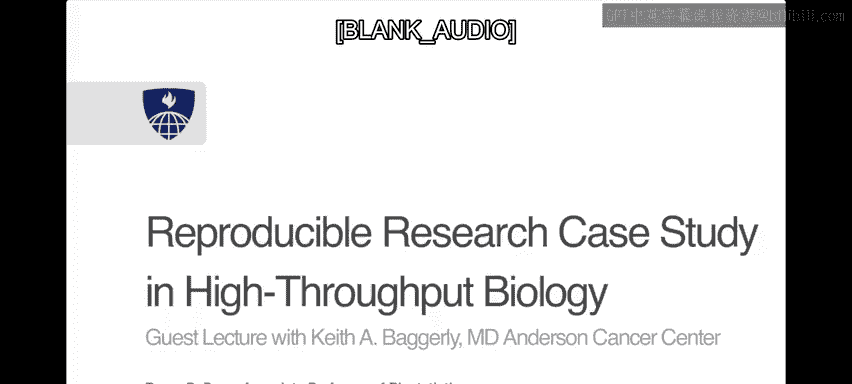 [BLANK_AUDIO]
Reproducible Research Case Study
in High-Throughput Biology
Guest Lecture with Keith A. Baggerly, MD Anderson Cancer Center